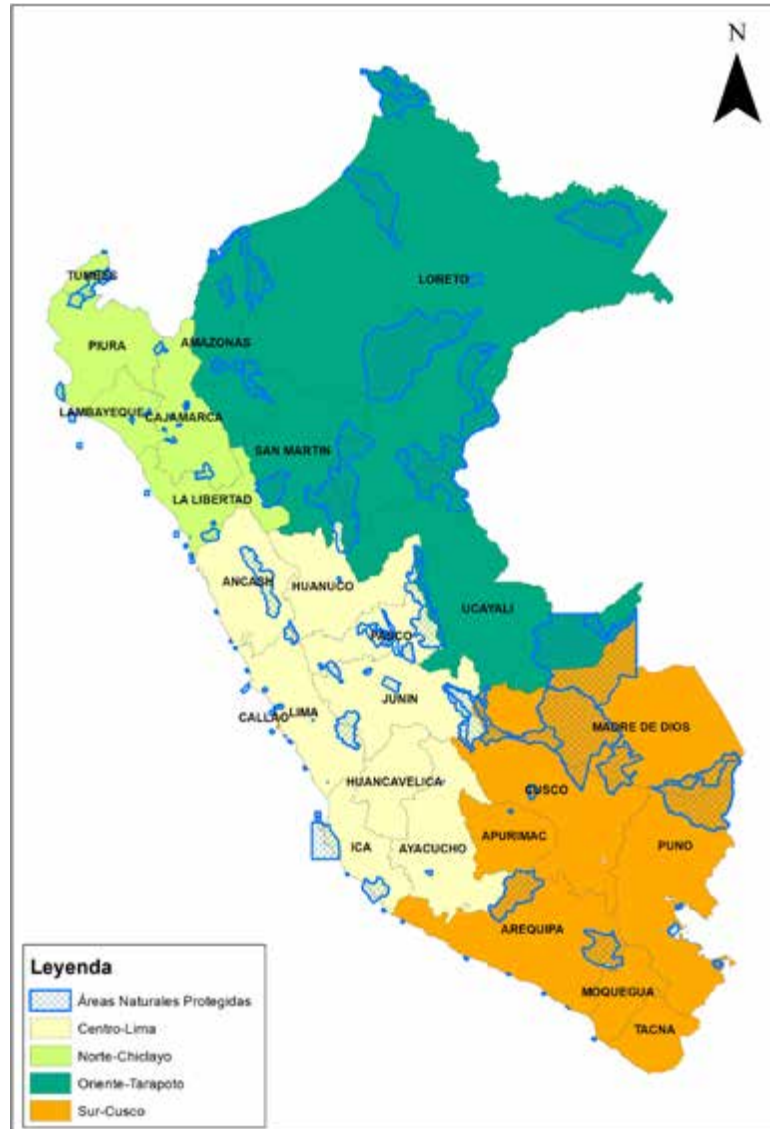 N
TUMBES
LORETO
PIURA
AMAZONAS
LAMBAYEQUE
CAJAMARCA
SAN MARTIN
LA LIBERTAD
ANCASH
HUANUCO
UCAYALI
PASCO
JUNIN
CALLAO
LIMA
MADRE DE DIOS
HUANCAVELICA
CUSCO
ICA
AYACUCHO
APURIMAC
PUNO
AREQUIPA
MOQUEGUA
TACNA
Leyenda
Áreas Naturales Protegidas
Centro-Lima
Norte-Chiclayo
Oriente-Tarapoto
Sur-Cusco